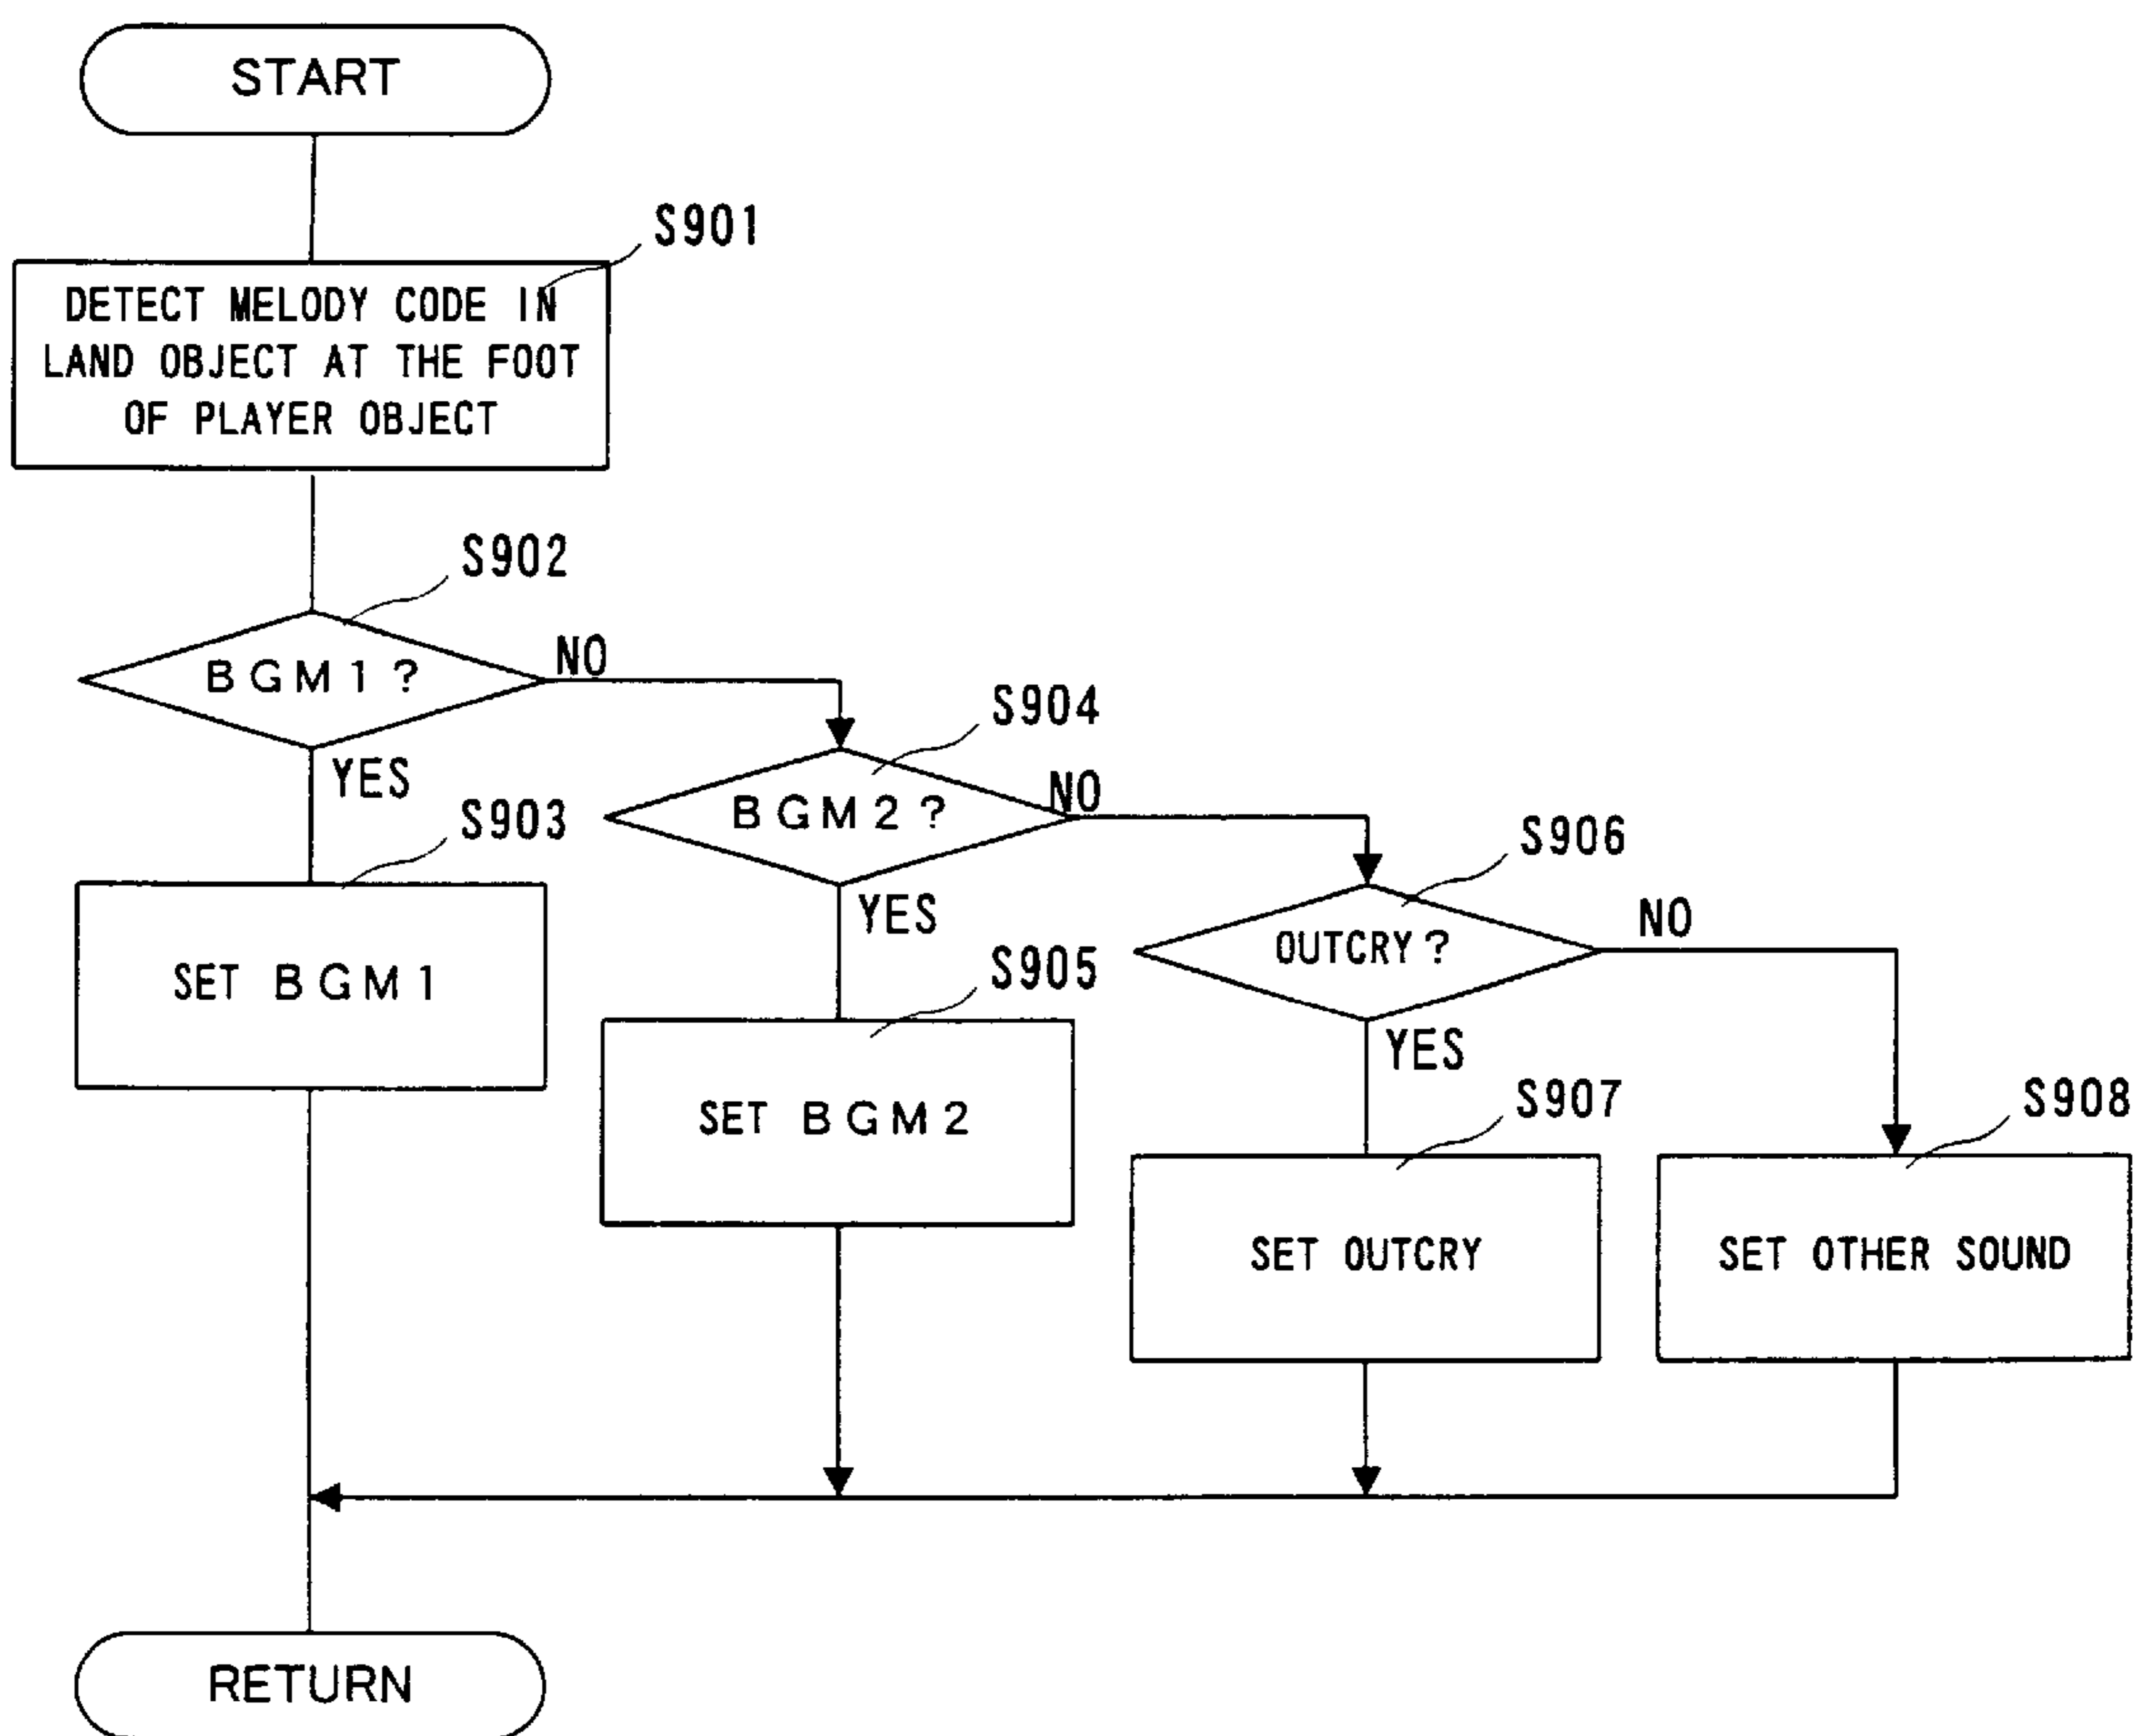 START
S901
DETECT MELODY CODE IN
LAND OBJECT AT THE FOOT
OF PLAYER OBJECT
S902
BGM1?
NO
YES
S904
BGM2?
NO
YES
S903
SET BGM1
S906
OUTCRY?
NO
YES
S905
SET BGM2
S907
SET OUTCRY
S908
SET OTHER SOUND
RETURN